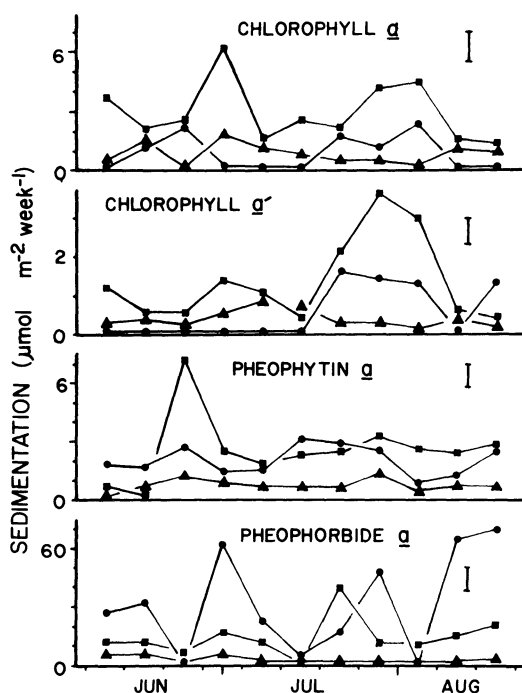 CHLOROPHYLL a
6
0
CHLOROPHYLL a´
2
0
PHEOPHYTIN a
6
0
PHEOPHORBIDE a
60
0
SEDIMENTATION (µmol m⁻² week⁻¹)
JUN JUL AUG